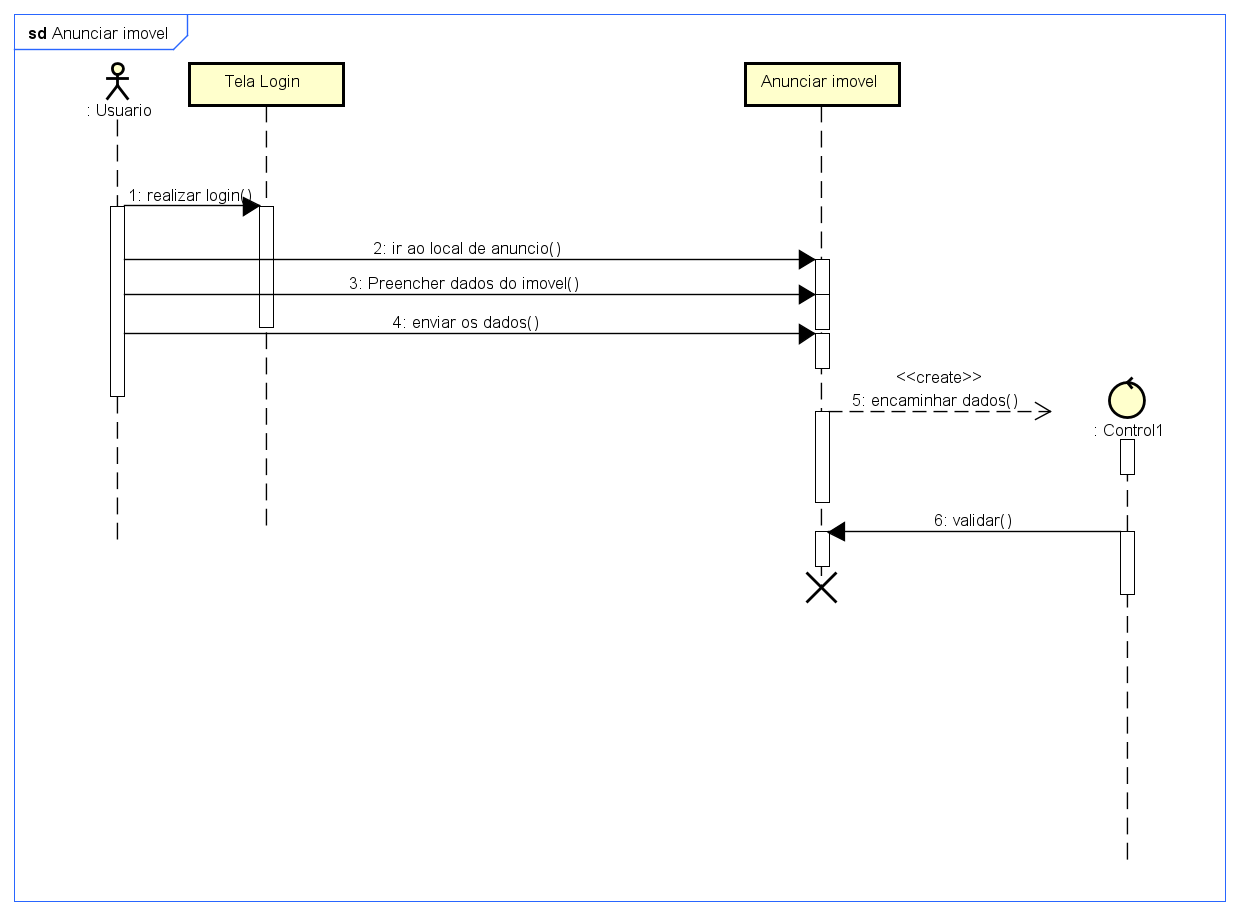 sd Anunciar imovel
: Usuario
Tela Login
Anunciar imovel
1: realizar login()
2: ir ao local de anuncio()
3: Preencher dados do imovel()
4: enviar os dados()
<<create>>
5: encaminhar dados()
: Control1
6: validar()